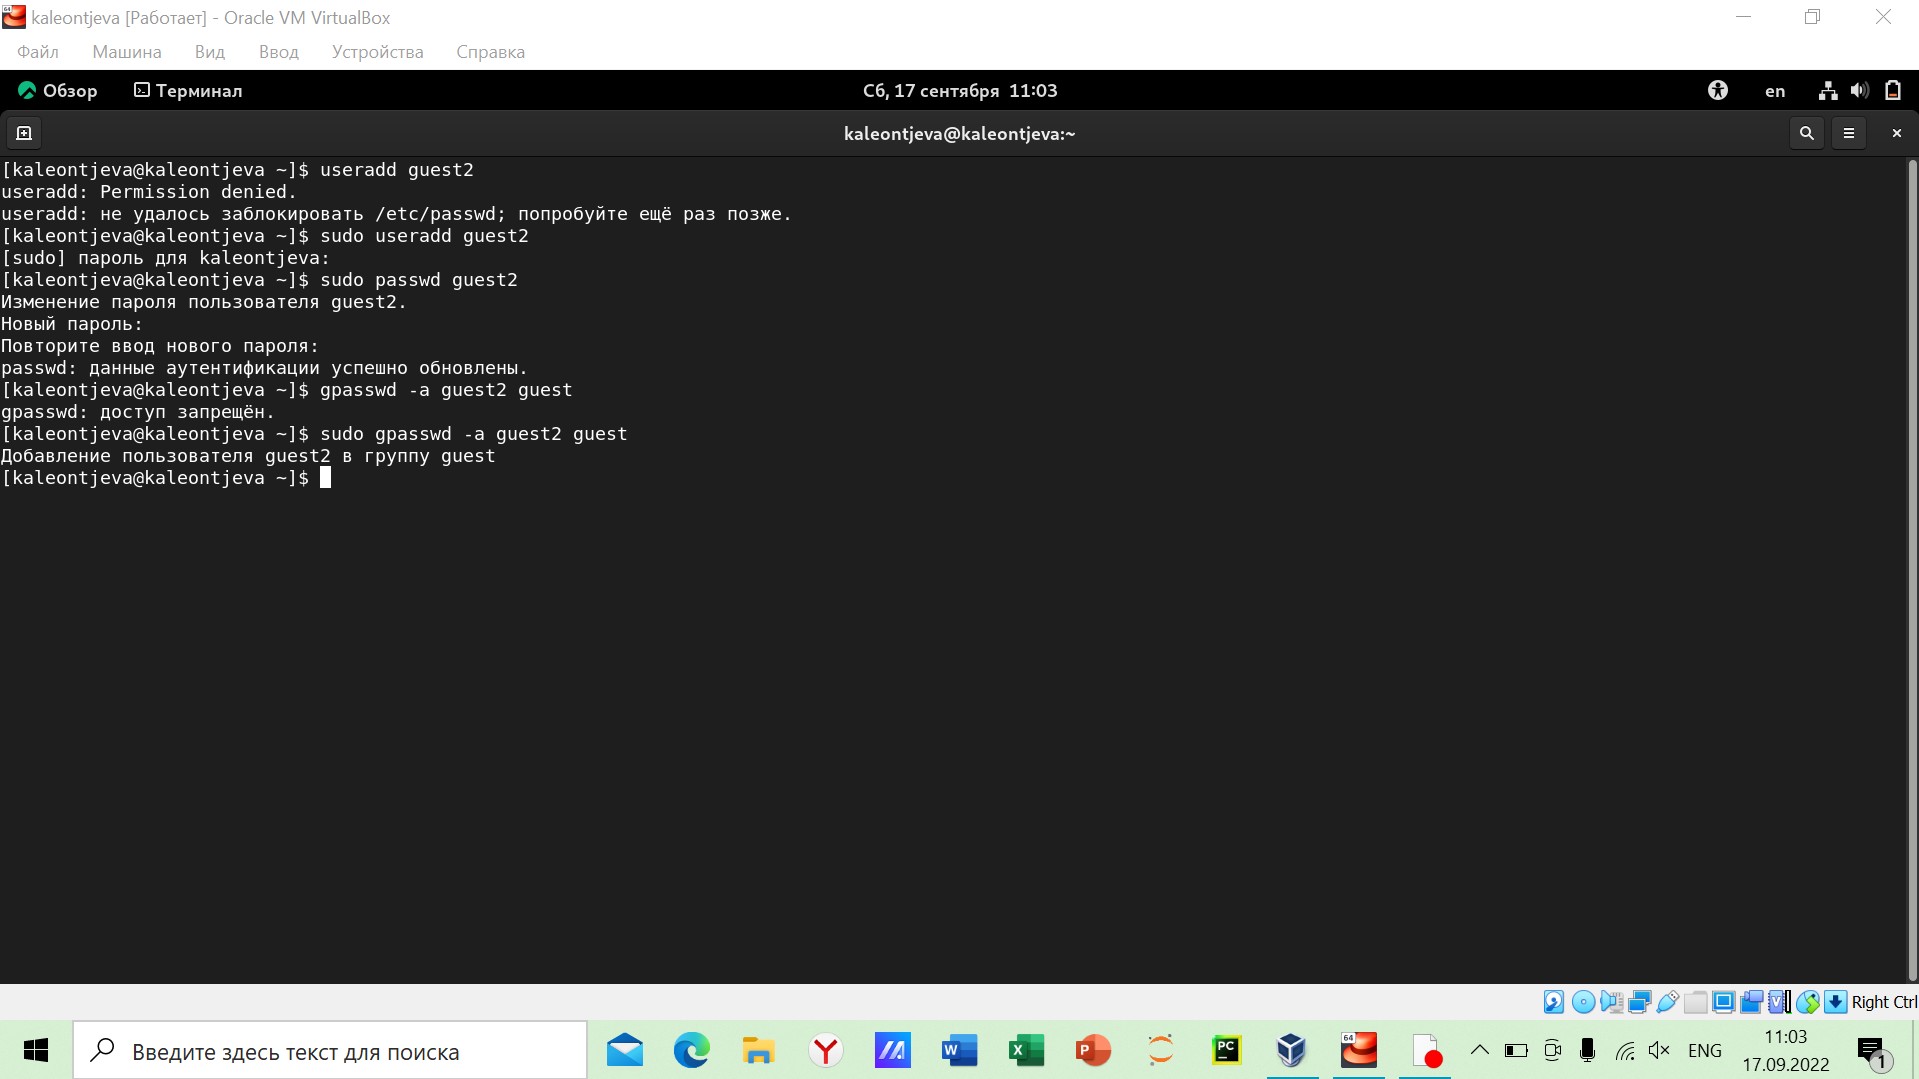 kaleontjeva [Работает] - Oracle VM VirtualBox
Файл Машина Вид Ввод Устройства Справка
Обзор Терминал Сб, 17 сентября 11:03 en
kaleontjeva@kaleontjeva:~
[kaleontjeva@kaleontjeva ~]$ useradd guest2
useradd: Permission denied.
useradd: не удалось заблокировать /etc/passwd; попробуйте ещё раз позже.
[kaleontjeva@kaleontjeva ~]$ sudo useradd guest2
[sudo] пароль для kaleontjeva:
[kaleontjeva@kaleontjeva ~]$ sudo passwd guest2
Изменение пароля пользователя guest2.
Новый пароль:
Повторите ввод нового пароля:
passwd: данные аутентификации успешно обновлены.
[kaleontjeva@kaleontjeva ~]$ gpasswd -a guest2 guest
gpasswd: доступ запрещён.
[kaleontjeva@kaleontjeva ~]$ sudo gpasswd -a guest2 guest
Добавление пользователя guest2 в группу guest
[kaleontjeva@kaleontjeva ~]$
Right Ctrl
Введите здесь текст для поиска
ENG
11:03
17.09.2022
1